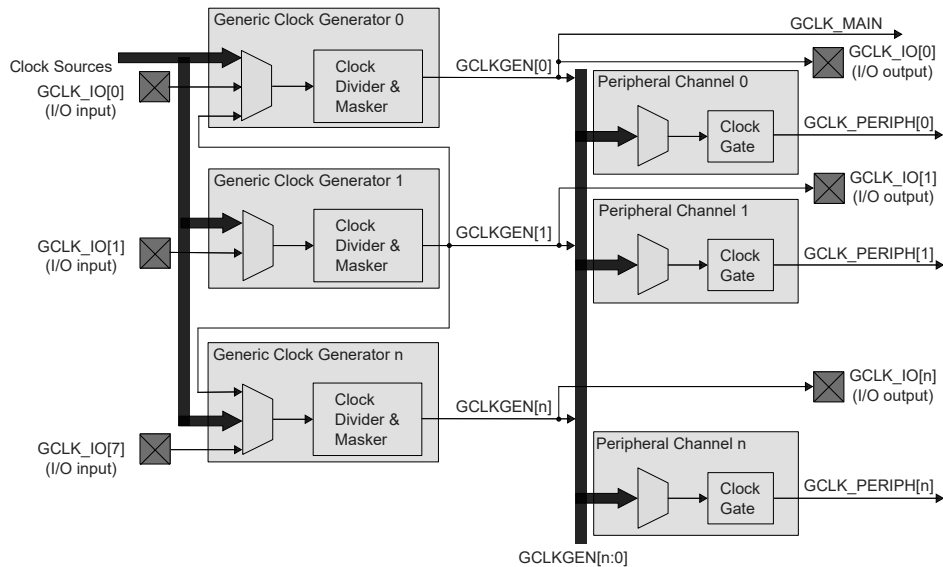 Generic Clock Generator 0
Clock Sources
GCLK_IO[0]
(I/O input)
Clock
Divider &
Masker
GCLKGEN[0]
GCLK_MAIN
GCLK_IO[0]
(I/O output)
Peripheral Channel 0
Clock
Gate
GCLK_PERIPH[0]
Generic Clock Generator 1
GCLK_IO[1]
(I/O input)
Clock
Divider &
Masker
GCLKGEN[1]
GCLK_IO[1]
(I/O output)
Peripheral Channel 1
Clock
Gate
GCLK_PERIPH[1]
Generic Clock Generator n
GCLK_IO[7]
(I/O input)
Clock
Divider &
Masker
GCLKGEN[n]
GCLK_IO[n]
(I/O output)
Peripheral Channel n
Clock
Gate
GCLK_PERIPH[n]
GCLKGEN[n:0]